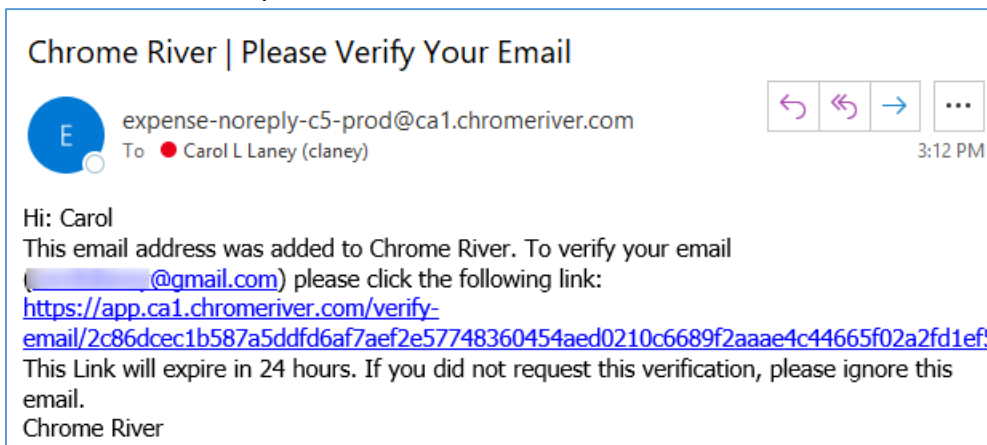 Chrome River | Please Verify Your Email
E
expense-noreply-c5-prod@ca1.chromeriver.com
To Carol L Laney (claney)
3:12 PM
Hi: Carol
This email address was added to Chrome River. To verify your email
( @gmail.com) please click the following link:
https://app.ca1.chromeriver.com/verify-
email/2c86dcec1b587a5ddfd6af7aef2e57748360454aed0210c6689f2aaae4c44665f02a2fd1ef5
This Link will expire in 24 hours. If you did not request this verification, please ignore this
email.
Chrome River